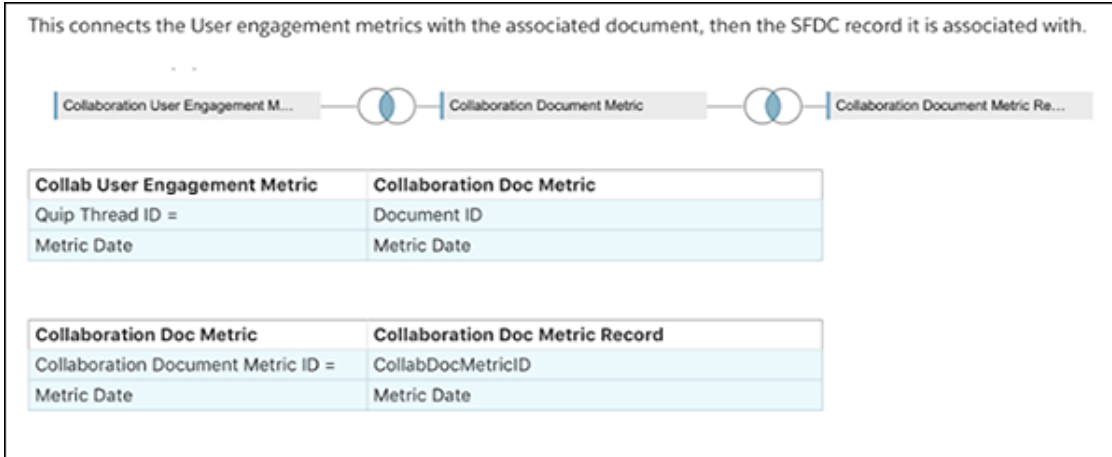 This connects the User engagement metrics with the associated document, then the SFDC record it is associated with.
Collaboration User Engagement M... Collaboration Document Metric Collaboration Document Metric Re...
Collab User Engagement Metric Collaboration Doc Metric
Quip Thread ID = Document ID
Metric Date Metric Date
Collaboration Doc Metric Collaboration Doc Metric Record
Collaboration Document Metric ID = CollabDocMetricID
Metric Date Metric Date